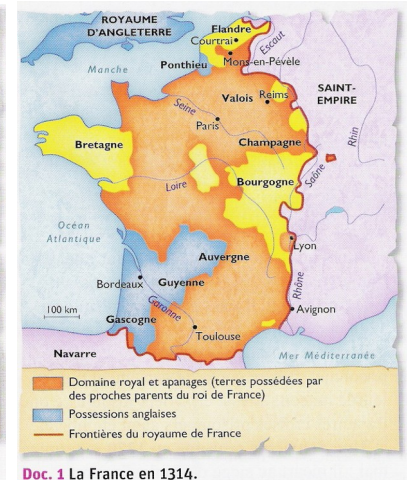 ROYAUME
D'ANGLETERRE
Flandre
Courtrai
Escaut
Manche
Ponthieu
Mons-en-Pévèle
SAINT-
EMPIRE
Valois
Reims
Seine
Paris
Rhin
Champagne
Bretagne
Saône
Loire
Bourgogne
Océan
Atlantique
Lyon
Auvergne
Bordeaux
Guyenne
Rhône
100 km
Garonne
Gascogne
Avignon
Toulouse
Navarre
Mer Méditerranée
Domaine royal et apanages (terres possédées par
des proches parents du roi de France)
Possessions anglaises
Frontières du royaume de France
Doc. 1 La France en 1314.